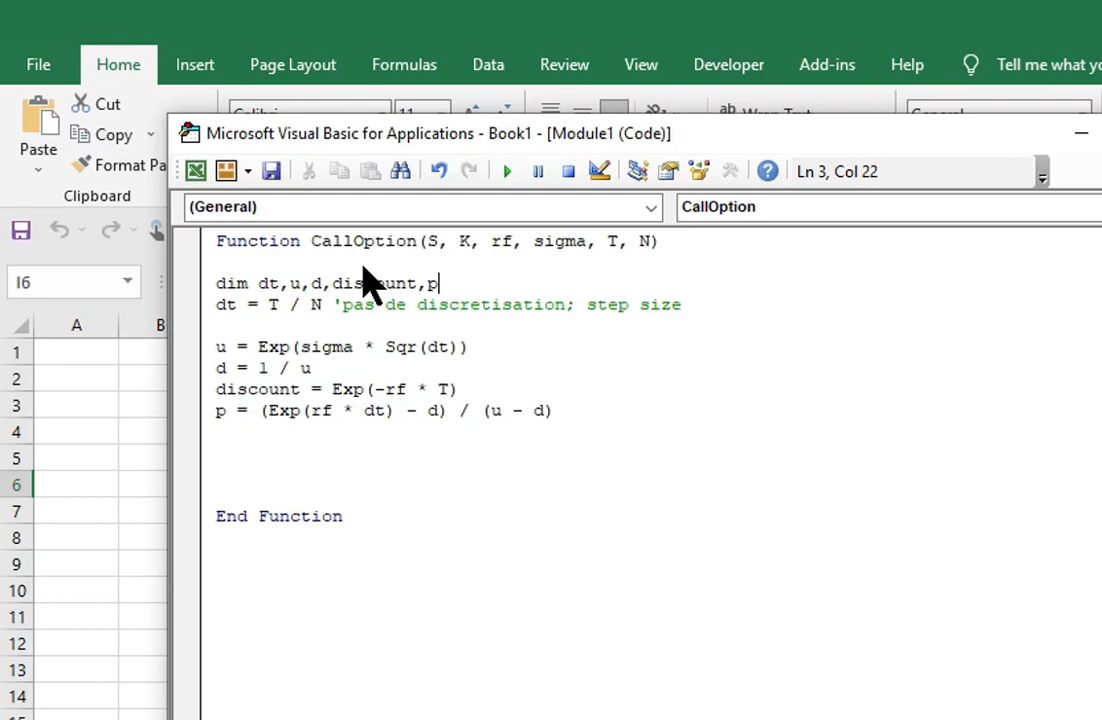 File Home Insert Page Layout Formulas Data Review View Developer Add-ins Help Tell me what
Paste
Cut
Copy
Format
Clipboard
Microsoft Visual Basic for Applications - Book1 - [Module1 (Code)]
Ln 3, Col 22
(General) CallOption
I6
A B
Function CallOption(S, K, rf, sigma, T, N)
dim dt,u,d,discount,p
dt = T / N 'pas de discretisation; step size
u = Exp(sigma * Sqr(dt))
d = 1 / u
discount = Exp(-rf * T)
p = (Exp(rf * dt) - d) / (u - d)
End Function
1
2
3
4
5
6
7
8
9
10
11
12
13
14